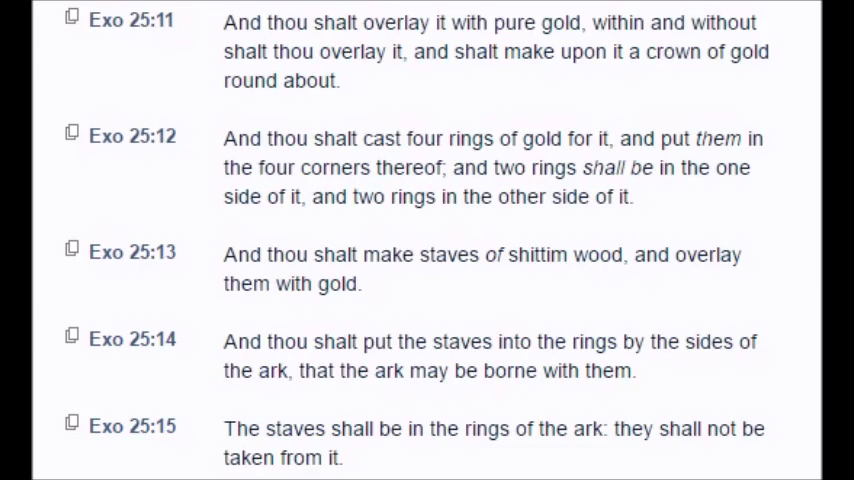 Exo 25:11 And thou shalt overlay it with pure gold, within and without
shalt thou overlay it, and shalt make upon it a crown of gold
round about.
Exo 25:12 And thou shalt cast four rings of gold for it, and put them in
the four corners thereof; and two rings shall be in the one
side of it, and two rings in the other side of it.
Exo 25:13 And thou shalt make staves of shittim wood, and overlay
them with gold.
Exo 25:14 And thou shalt put the staves into the rings by the sides of
the ark, that the ark may be borne with them.
Exo 25:15 The staves shall be in the rings of the ark: they shall not be
taken from it.